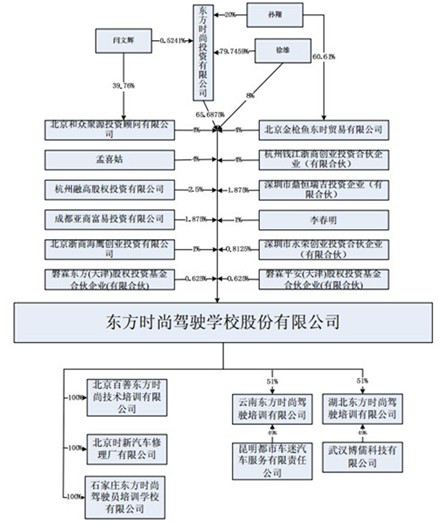 孙翔
东方时尚投资有限公司
20%
闫文辉
0.5241%
徐雄
79.7459%
60.61%
39.76%
65.6875%
8%
北京和众聚源投资顾问有限公司
4%
4%
北京金枪鱼东时贸易有限公司
孟喜姑
4%
4%
杭州钱江浙商创业投资合伙企业（有限合伙）
杭州融高股权投资有限公司
2.5%
1.875%
深圳市鼎恒瑞吉投资企业（有限合伙）
成都亚商富易投资有限公司
1.875%
1%
李春明
北京浙商海鹰创业投资有限公司
1%
0.8125%
深圳市永荣创业投资合伙企业（有限合伙）
磐霖东方(天津)股权投资基金合伙企业(有限合伙)
0.625%
0.625%
磐霖平安(天津)股权投资基金合伙企业(有限合伙)
东方时尚驾驶学校股份有限公司
51%
51%
100%
北京百善东方时尚技术培训有限公司
云南东方时尚驾驶培训有限公司
湖北东方时尚驾驶培训有限公司
100%
北京时新汽车修理厂有限公司
昆明都市车迷汽车服务有限责任公司
武汉博儒科技有限公司
100%
石家庄东方时尚驾驶员培训学校有限公司